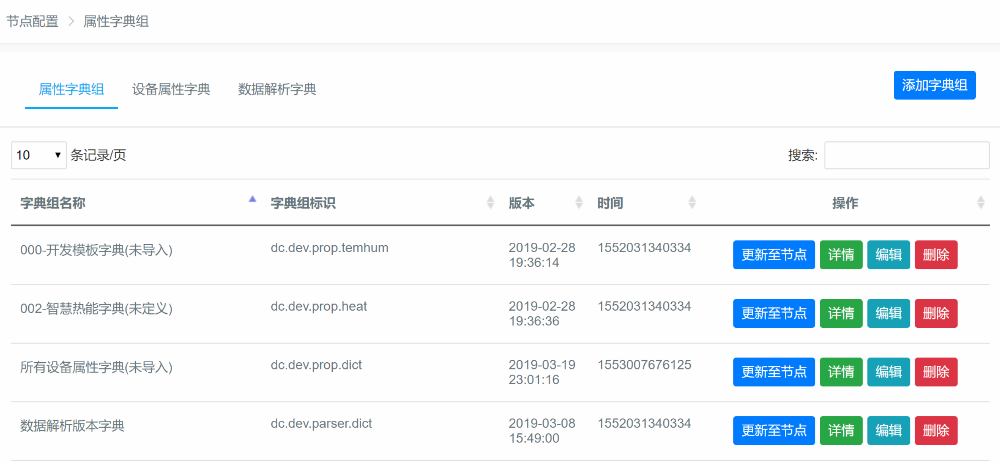 节点配置 > 属性字典组
属性字典组 设备属性字典 数据解析字典 添加字典组
10 条记录/页 搜索:
字典组名称 字典组标识 版本 时间 操作
000-开发模板字典(未导入) dc.dev.prop.temhum 2019-02-28 1552031340334 更新至节点 详情 编辑 删除
19:36:14
002-智慧热能字典(未定义) dc.dev.prop.heat 2019-02-28 1552031340334 更新至节点 详情 编辑 删除
19:36:36
所有设备属性字典(未导入) dc.dev.prop.dict 2019-03-19 1553007676125 更新至节点 详情 编辑 删除
23:01:16
数据解析版本字典 dc.dev.parser.dict 2019-03-08 1552031340334 更新至节点 详情 编辑 删除
15:49:00